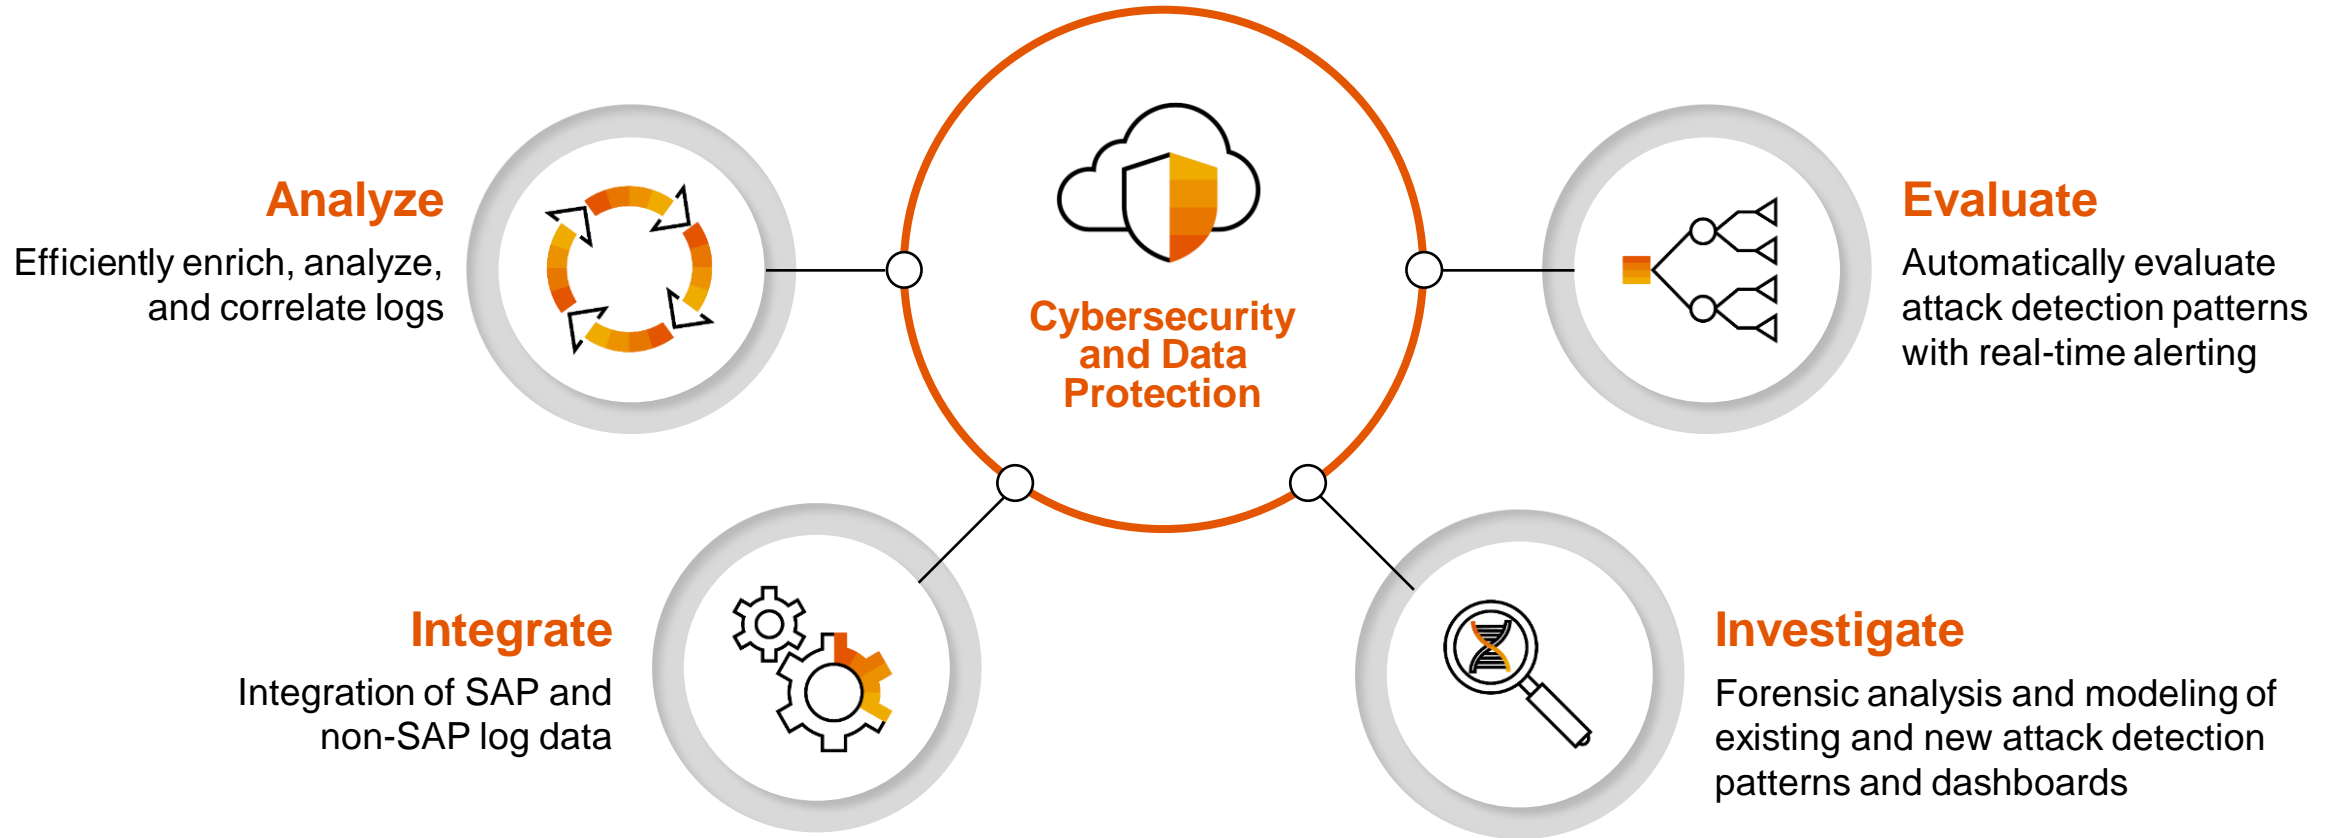 Analyze
Efficiently enrich, analyze,
and correlate logs
Cybersecurity
and Data
Protection
Evaluate
Automatically evaluate
attack detection patterns
with real-time alerting
Integrate
Integration of SAP and
non-SAP log data
Investigate
Forensic analysis and modeling of
existing and new attack detection
patterns and dashboards